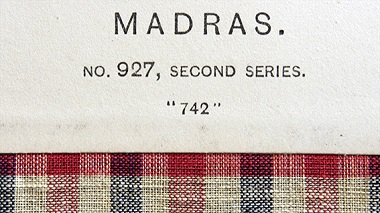 MADRAS.
NO. 927, SECOND SERIES.
"742"